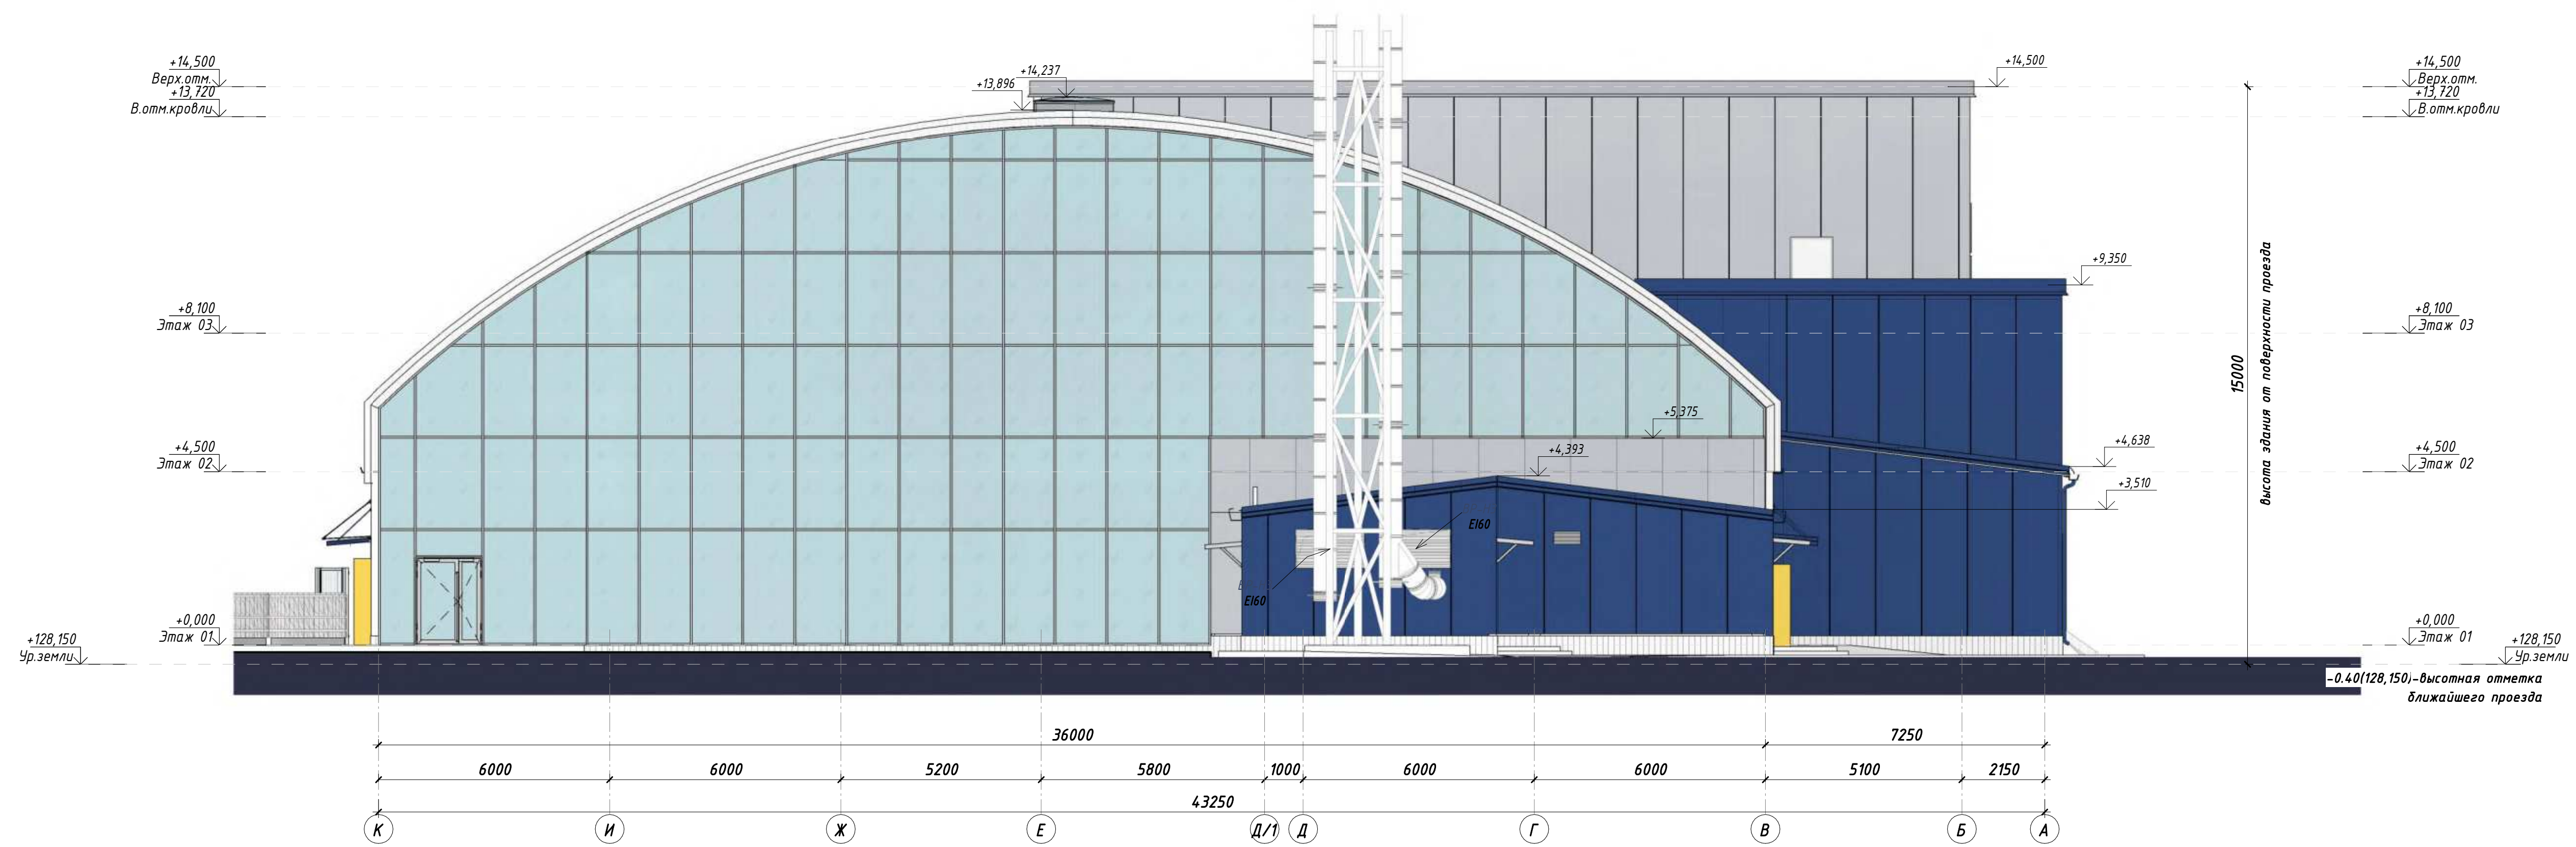 +14,500
Верх.отм.
+13,720
В.отм.кровли
+8,100
Этаж 03
+4,500
Этаж 02
+0,000
Этаж 01
+128,150
Ур.земли
+13,896
+14,237
+14,500
+9,350
+5,375
+4,393
+4,638
+3,510
EI60
EI60
15000
высота здания от поверхности проезда
+14,500
Верх.отм.
+13,720
В.отм.кровли
+8,100
Этаж 03
+4,500
Этаж 02
+0,000
Этаж 01
+128,150
Ур.земли
-0.40(128,150)-высотная отметка
ближайшего проезда
36000 7250
6000 6000 5200 5800 1000 6000 6000 5100 2150
43250
К И Ж Е Д/1 Д Г В Б А